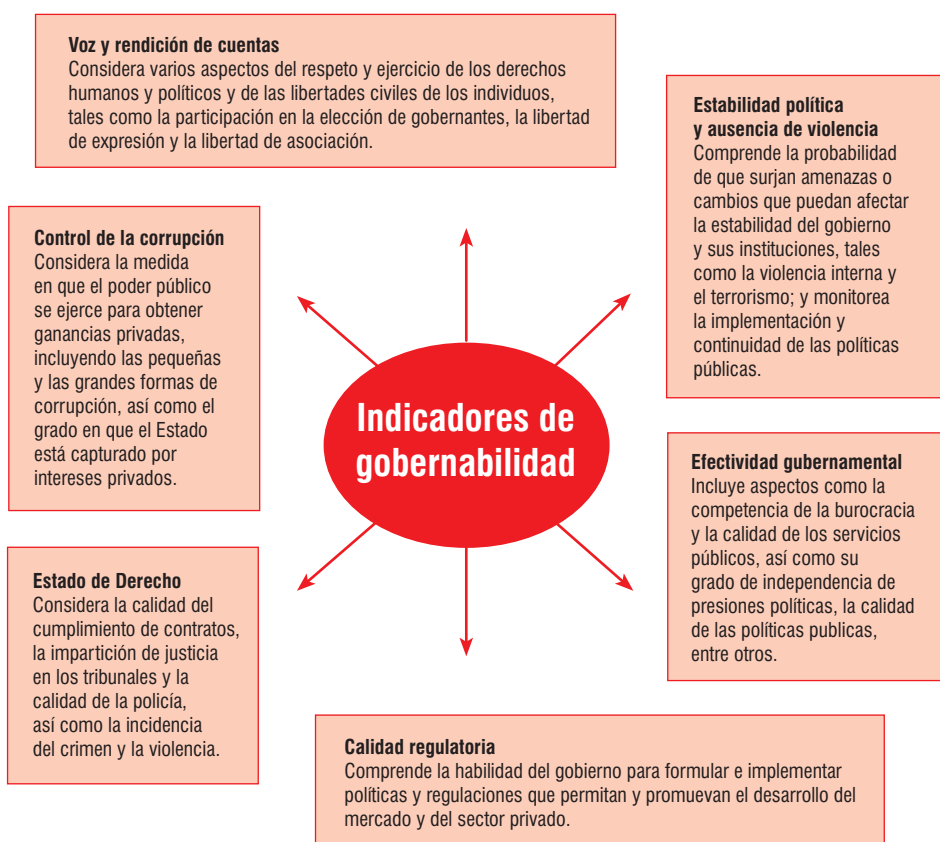 Voz y rendición de cuentas
Considera varios aspectos del respeto y ejercicio de los derechos
humanos y políticos y de las libertades civiles de los individuos,
tales como la participación en la elección de gobernantes, la libertad
de expresión y la libertad de asociación.
Estabilidad política
y ausencia de violencia
Comprende la probabilidad
de que surjan amenazas o
cambios que puedan afectar
la estabilidad del gobierno
y sus instituciones, tales
como la violencia interna y
el terrorismo; y monitorea
la implementación y
continuidad de las políticas
públicas.
Control de la corrupción
Considera la medida
en que el poder público
se ejerce para obtener
ganancias privadas,
incluyendo las pequeñas
y las grandes formas de
corrupción, así como el
grado en que el Estado
está capturado por
intereses privados.
Indicadores de
gobernabilidad
Efectividad gubernamental
Incluye aspectos como la
competencia de la burocracia
y la calidad de los servicios
públicos, así como su
grado de independencia de
presiones políticas, la calidad
de las políticas publicas,
entre otros.
Estado de Derecho
Considera la calidad del
cumplimiento de contratos,
la impartición de justicia
en los tribunales y la
calidad de la policía,
así como la incidencia
del crimen y la violencia.
Calidad regulatoria
Comprende la habilidad del gobierno para formular e implementar
políticas y regulaciones que permitan y promuevan el desarrollo del
mercado y del sector privado.